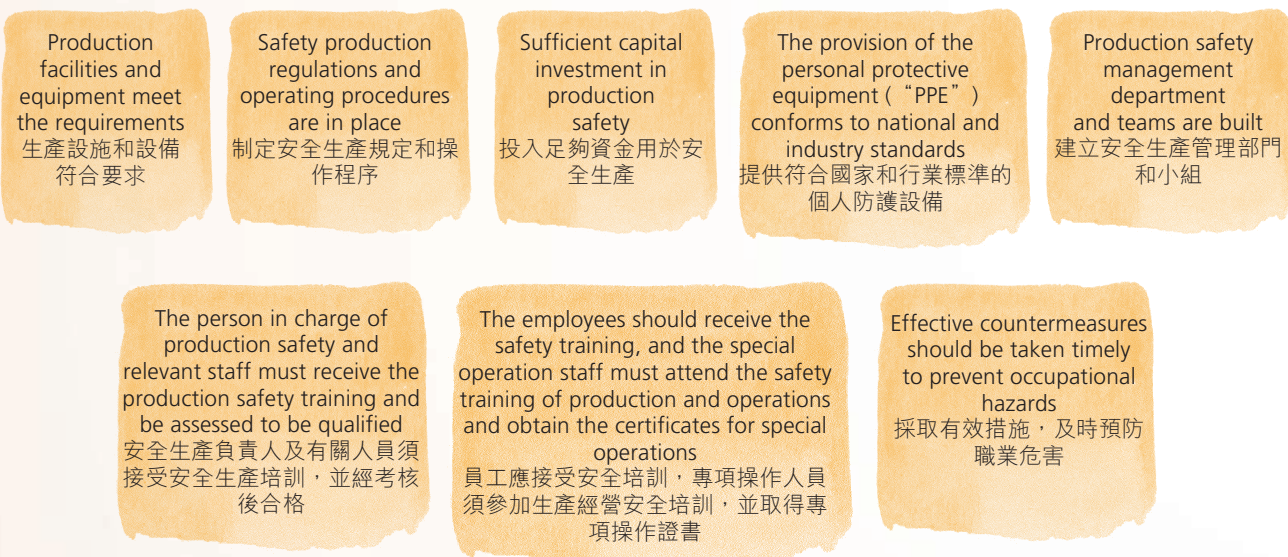 Production
facilities and
equipment meet
the requirements
生產設施和設備
符合要求
Safety production
regulations and
operating procedures
are in place
制定安全生產規定和操
作程序
Sufficient capital
investment in
production
safety
投入足夠資金用於安
全生產
The provision of the
personal protective
equipment (“PPE”)
conforms to national and
industry standards
提供符合國家和行業標準的
個人防護設備
Production safety
management
department
and teams are built
建立安全生產管理部門
和小組
The person in charge of
production safety and
relevant staff must receive the
production safety training and
be assessed to be qualified
安全生產負責人及有關人員須
接受安全生產培訓，並經考核
後合格
The employees should receive the
safety training, and the special
operation staff must attend the safety
training of production and operations
and obtain the certificates for special
operations
員工應接受安全培訓，專項操作人員
須參加生產經營安全培訓，並取得專
項操作證書
Effective countermeasures
should be taken timely
to prevent occupational
hazards
採取有效措施，及時預防
職業危害